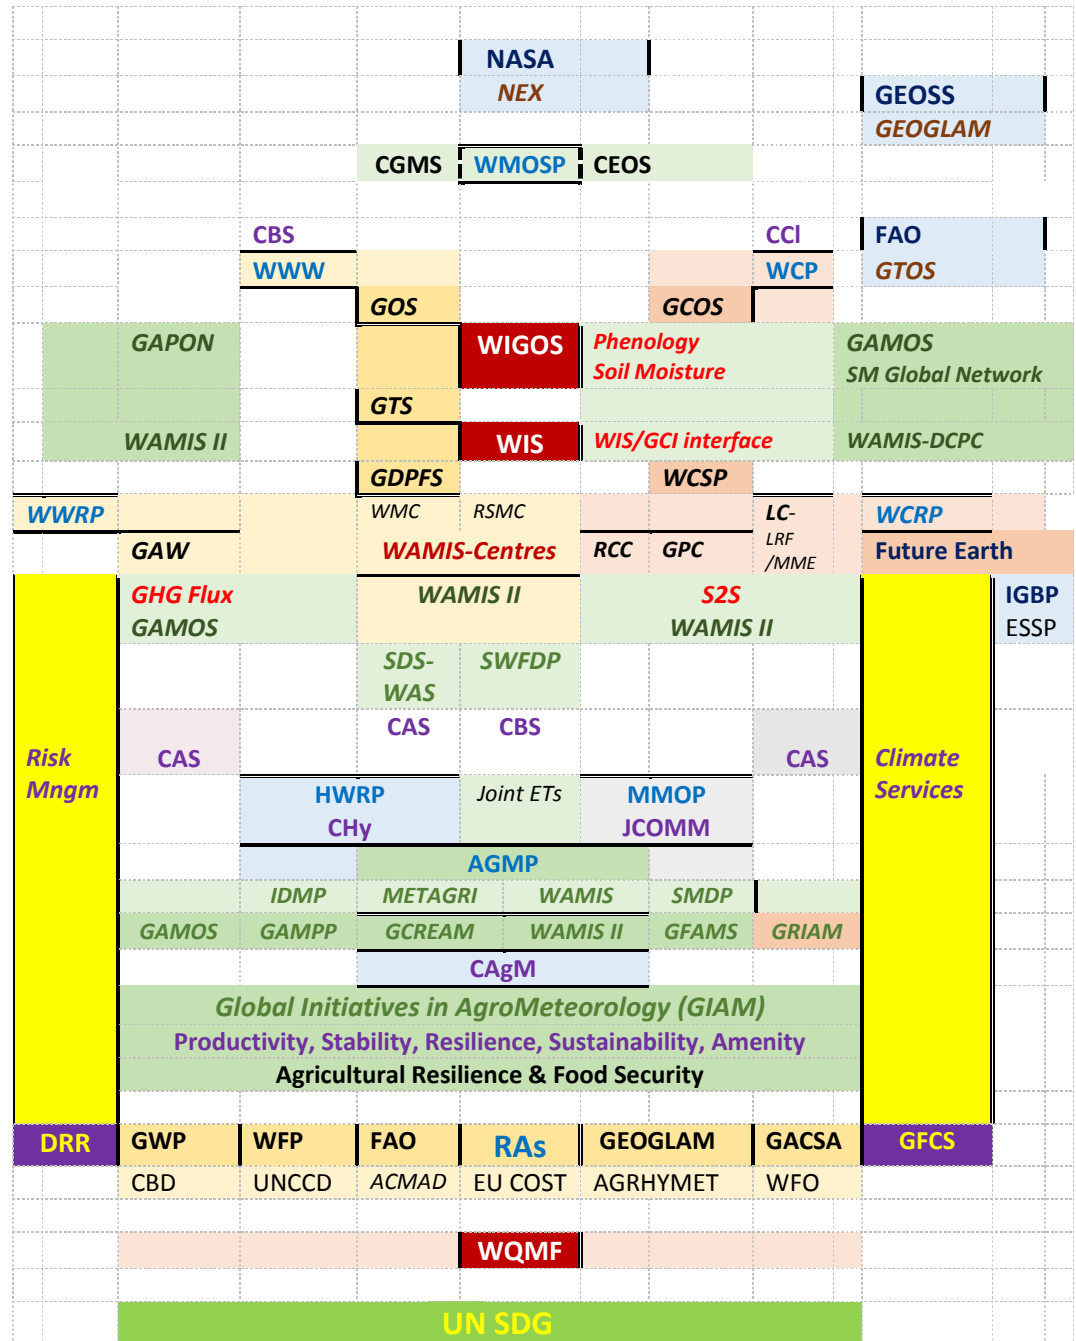 NASA
NEX
GEOSS
GEOGLAM
CGMS WMOSP CEOS
CBS CCl FAO
WWW WCP GTOS
GOS GCOS
GAPON WIGOS Phenology GAMOS
Soil Moisture SM Global Network
GTS
WAMIS II WIS WIS/GCI interface WAMIS-DCPC
GDPFS WCSP
WWRP WMC RSMC LC- WCRP
LRF
GAW WAMIS-Centres RCC GPC /MME Future Earth
GHG Flux WAMIS II S2S IGBP
GAMOS WAMIS II ESSP
SDS- SWFDP
WAS
CAS CBS
Risk CAS CAS Climate
Mngm HWRP Joint ETs MMOP Services
CHy JCOMM
AGMP
IDMP METAGRI WAMIS SMDP
GAMOS GAMPP GCREAM WAMIS II GFAMS GRIAM
CAgM
Global Initiatives in AgroMeteorology (GIAM)
Productivity, Stability, Resilience, Sustainability, Amenity
Agricultural Resilience & Food Security
DRR GWP WFP FAO RAs GEOGLAM GACSA GFCS
CBD UNCCD ACMAD EU COST AGRHYMET WFO
WQMF
UN SDG